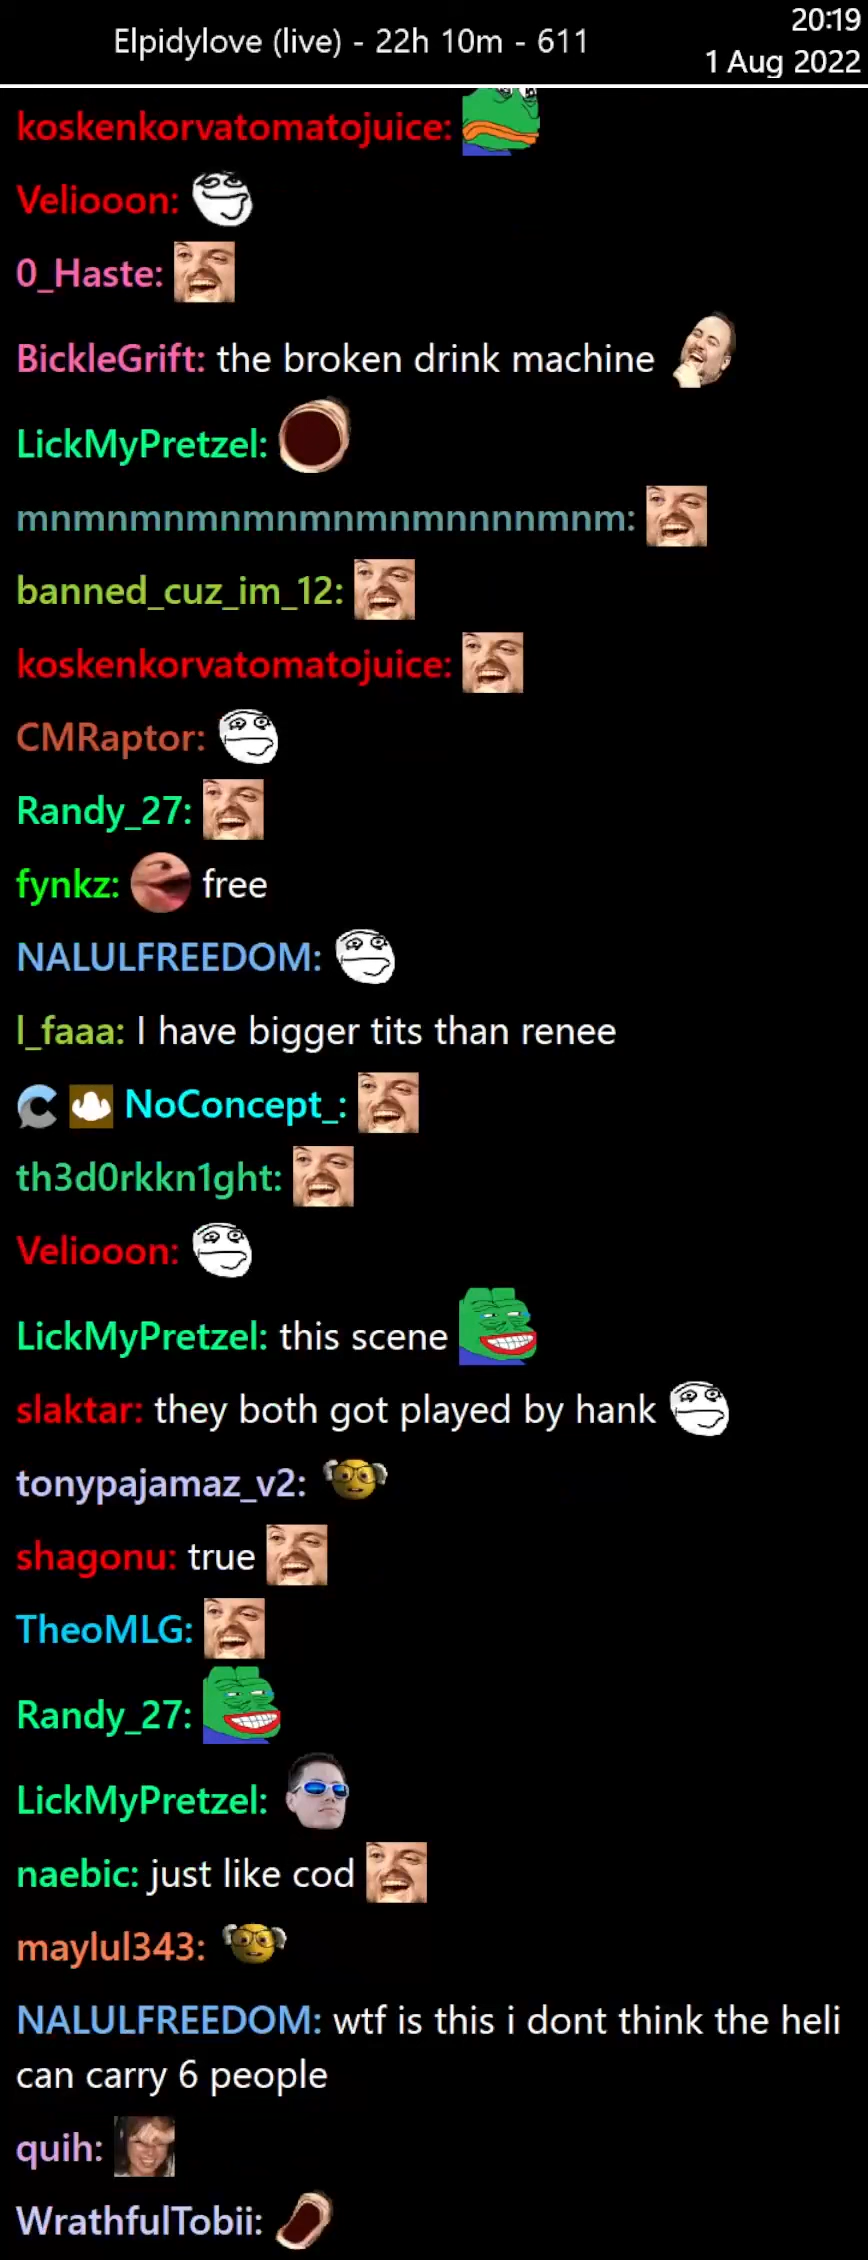 Elpidylove (live) - 22h 10m - 611
20:19
1 Aug 2022
koskenkorvatomatojuice:
Veliooon:
0_Haste:
BickleGrift: the broken drink machine
LickMyPretzel:
mnmnmnmnmnmnmnmnmnnnnmnm:
banned_cuz_im_12:
koskenkorvatomatojuice:
CMRaptor:
Randy_27:
fynkz: free
NALULFREEDOM:
l_faaa: I have bigger tits than renee
NoConcept_:
th3d0rkkn1ght:
Veliooon:
LickMyPretzel: this scene
slaktar: they both got played by hank
tonypajamaz_v2:
shagonu: true
TheoMLG:
Randy_27:
LickMyPretzel:
naebic: just like cod
maylul343:
NALULFREEDOM: wtf is this i dont think the heli
can carry 6 people
quih:
WrathfulTobii: